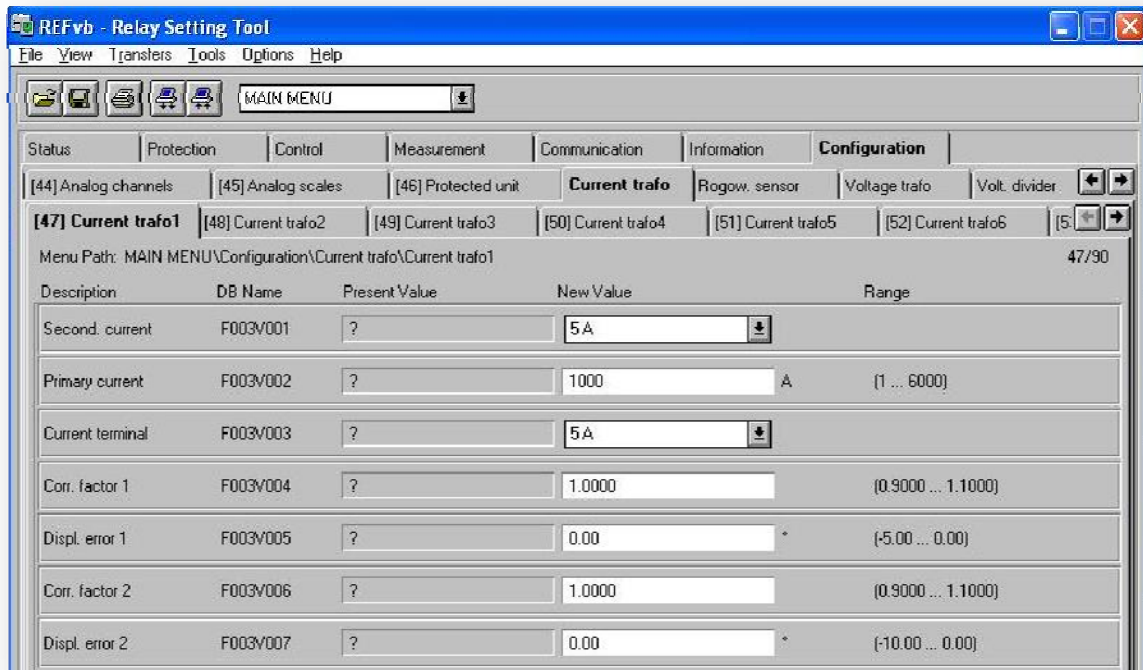 REFvb - Relay Setting Tool
File View Transfers Tools Options Help
MAIN MENU
Status Protection Control Measurement Communication Information Configuration
[44] Analog channels [45] Analog scales [46] Protected unit Current trafo Rogow. sensor Voltage trafo Volt. divider
[47] Current trafo1 [48] Current trafo2 [49] Current trafo3 [50] Current trafo4 [51] Current trafo5 [52] Current trafo6 [5:
Menu Path: MAIN MENU\Configuration\Current trafo\Current trafo1 47/90
Description DB Name Present Value New Value Range
Second. current F003V001 ? 5 A
Primary current F003V002 ? 1000 A (1 ... 6000)
Current terminal F003V003 ? 5 A
Corr. factor 1 F003V004 ? 1.0000 (0.9000 ... 1.1000)
Displ. error 1 F003V005 ? 0.00 ° (-5.00 ... 0.00)
Corr. factor 2 F003V006 ? 1.0000 (0.9000 ... 1.1000)
Displ. error 2 F003V007 ? 0.00 ° (-10.00 ... 0.00)